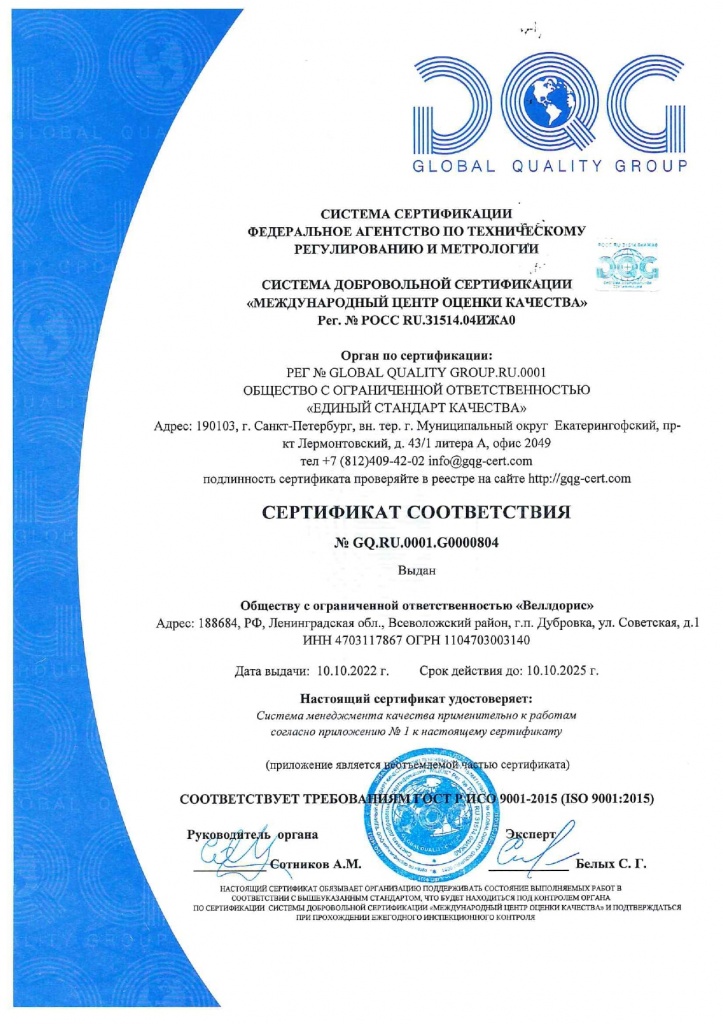 GQG
GLOBAL QUALITY GROUP
СИСТЕМА СЕРТИФИКАЦИИ
ФЕДЕРАЛЬНОЕ АГЕНТСТВО ПО ТЕХНИЧЕСКОМУ
РЕГУЛИРОВАНИЮ И МЕТРОЛОГИИ
СИСТЕМА ДОБРОВОЛЬНОЙ СЕРТИФИКАЦИИ
«МЕЖДУНАРОДНЫЙ ЦЕНТР ОЦЕНКИ КАЧЕСТВА»
Рег. № РОСС RU.31514.04ИЖА0
Орган по сертификации:
РЕГ № GLOBAL QUALITY GROUP.RU.0001
ОБЩЕСТВО С ОГРАНИЧЕННОЙ ОТВЕТСТВЕННОСТЬЮ
«ЕДИНЫЙ СТАНДАРТ КАЧЕСТВА»
Адрес: 190103, г. Санкт-Петербург, вн. тер. г. Муниципальный округ Екатерингофский, пр-
кт Лермонтовский, д. 43/1 литера А, офис 2049
тел +7 (812)409-42-02 info@gqg-cert.com
подлинность сертификата проверяйте в реестре на сайте http://gqg-cert.com
СЕРТИФИКАТ СООТВЕТСТВИЯ
№ GQ.RU.0001.G0000804
Выдан
Обществу с ограниченной ответственностью «Веллдорис»
Адрес: 188684, РФ, Ленинградская обл., Всеволожский район, г.п. Дубровка, ул. Советская, д.1
ИНН 4703117867 ОГРН 1104703003140
Дата выдачи: 10.10.2022 г. Срок действия до: 10.10.2025 г.
Настоящий сертификат удостоверяет:
Система менеджмента качества применительно к работам
согласно приложению № 1 к настоящему сертификату
(приложение является неотъемлемой частью сертификата)
СООТВЕТСТВУЕТ ТРЕБОВАНИЯМ ГОСТ Р ИСО 9001-2015 (ISO 9001:2015)
Руководитель органа Эксперт
Сотников А.М. Белых С. Г.
НАСТОЯЩИЙ СЕРТИФИКАТ ОБЯЗЫВАЕТ ОРГАНИЗАЦИЮ ПОДДЕРЖИВАТЬ СОСТОЯНИЕ ВЫПОЛНЯЕМЫХ РАБОТ В
СООТВЕТСТВИИ С ВЫШЕУКАЗАННЫМ СТАНДАРТОМ, ЧТО БУДЕТ НАХОДИТЬСЯ ПОД КОНТРОЛЕМ ОРГАНА
ПО СЕРТИФИКАЦИИ СИСТЕМЫ ДОБРОВОЛЬНОЙ СЕРТИФИКАЦИИ «МЕЖДУНАРОДНЫЙ ЦЕНТР ОЦЕНКИ КАЧЕСТВА» И ПОДТВЕРЖДАТЬСЯ
ПРИ ПРОХОЖДЕНИИ ЕЖЕГОДНОГО ИНСПЕКЦИОННОГО КОНТРОЛЯ